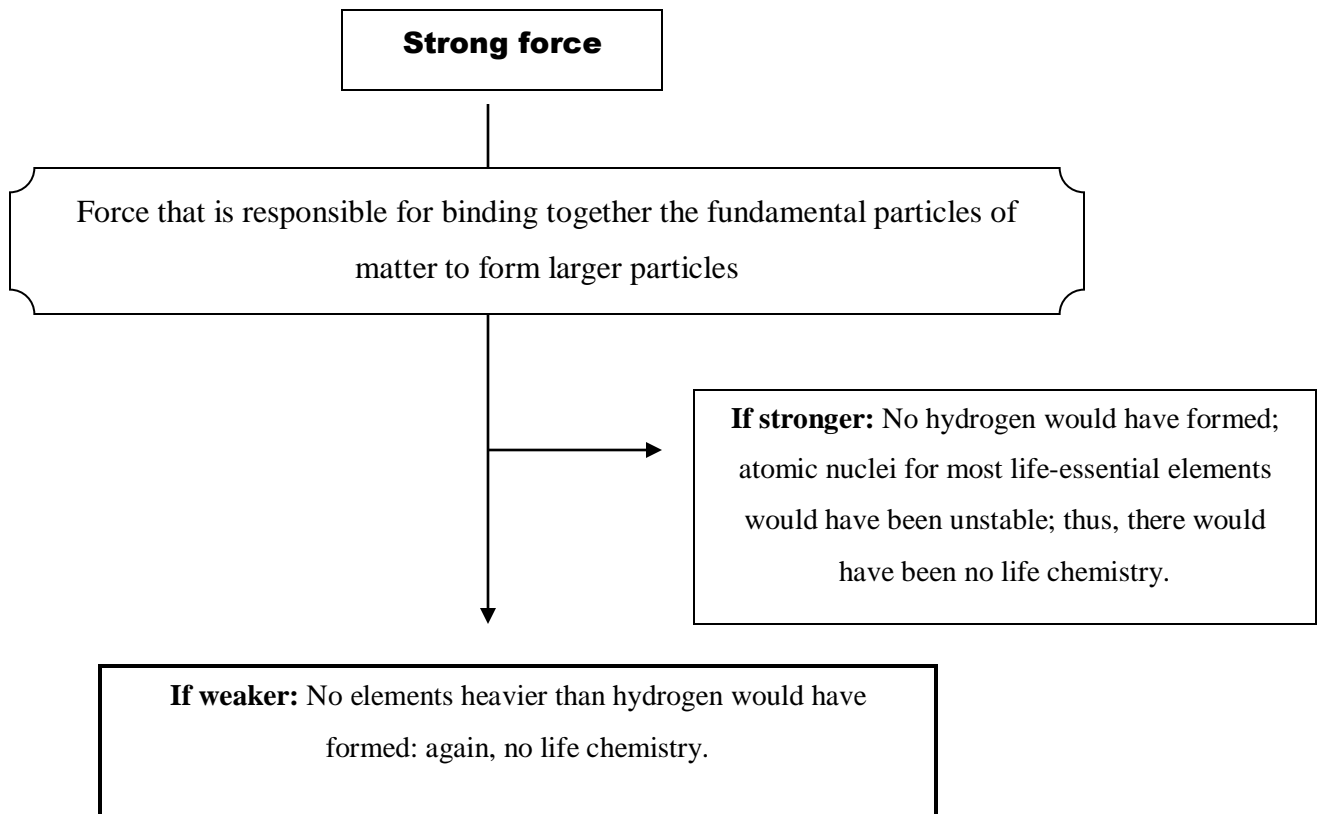 Strong force
Force that is responsible for binding together the fundamental particles of
matter to form larger particles
If stronger: No hydrogen would have formed;
atomic nuclei for most life-essential elements
would have been unstable; thus, there would
have been no life chemistry.
If weaker: No elements heavier than hydrogen would have
formed: again, no life chemistry.